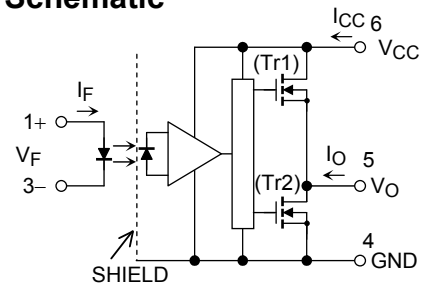 Schematic
ICC 6
VCC
(Tr1)
IF
1+
VF
3−
IO 5
VO
(Tr2)
4
GND
SHIELD